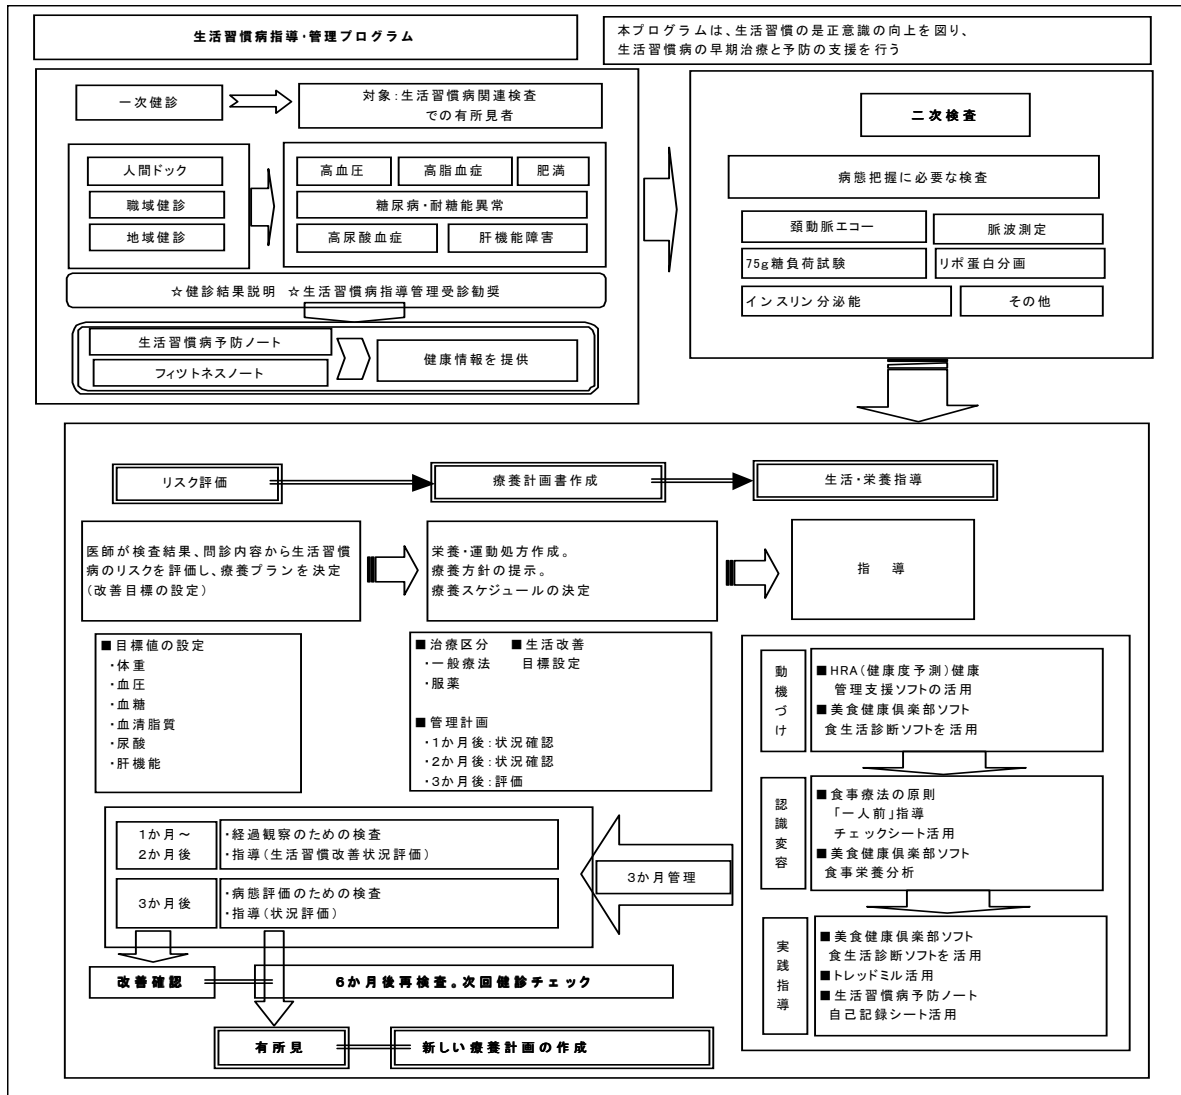 生活習慣病指導・管理プログラム
本プログラムは、生活習慣の是正意識の向上を図り、
生活習慣病の早期治療と予防の支援を行う
一次健診
対象：生活習慣病関連検査
での有所見者
人間ドック
職域健診
地域健診
高血圧
高脂血症
肥満
糖尿病・耐糖能異常
高尿酸血症
肝機能障害
☆健診結果説明 ☆生活習慣病指導管理受診勧奨
生活習慣病予防ノート
フィツトネスノート
健康情報を提供
二次検査
病態把握に必要な検査
頚動脈エコー
脈波測定
75g糖負荷試験
リポ蛋白分画
インスリン分泌能
その他
リスク評価
療養計画書作成
生活・栄養指導
医師が検査結果、問診内容から生活習慣
病のリスクを評価し、療養プランを決定
（改善目標の設定）
栄養・運動処方作成。
療養方針の提示。
療養スケジュールの決定
指 導
■目標値の設定
・体重
・血圧
・血糖
・血清脂質
・尿酸
・肝機能
■治療区分 ■生活改善
・一般療法 目標設定
・服薬
■管理計画
・1か月後：状況確認
・2か月後：状況確認
・3か月後：評価
動機づけ
■HRA（健康度予測）健康
管理支援ソフトの活用
■美食健康倶楽部ソフト
食生活診断ソフトを活用
認識変容
■食事療法の原則
「一人前」指導
チェックシート活用
■美食健康倶楽部ソフト
食事栄養分析
実践指導
■美食健康倶楽部ソフト
食生活診断ソフトを活用
■トレッドミル活用
■生活習慣病予防ノート
自己記録シート活用
3か月管理
1か月～
2か月後
・経過観察のための検査
・指導（生活習慣改善状況評価）
3か月後
・病態評価のための検査
・指導（状況評価）
改善確認
6か月後再検査。次回健診チェック
有所見
新しい療養計画の作成